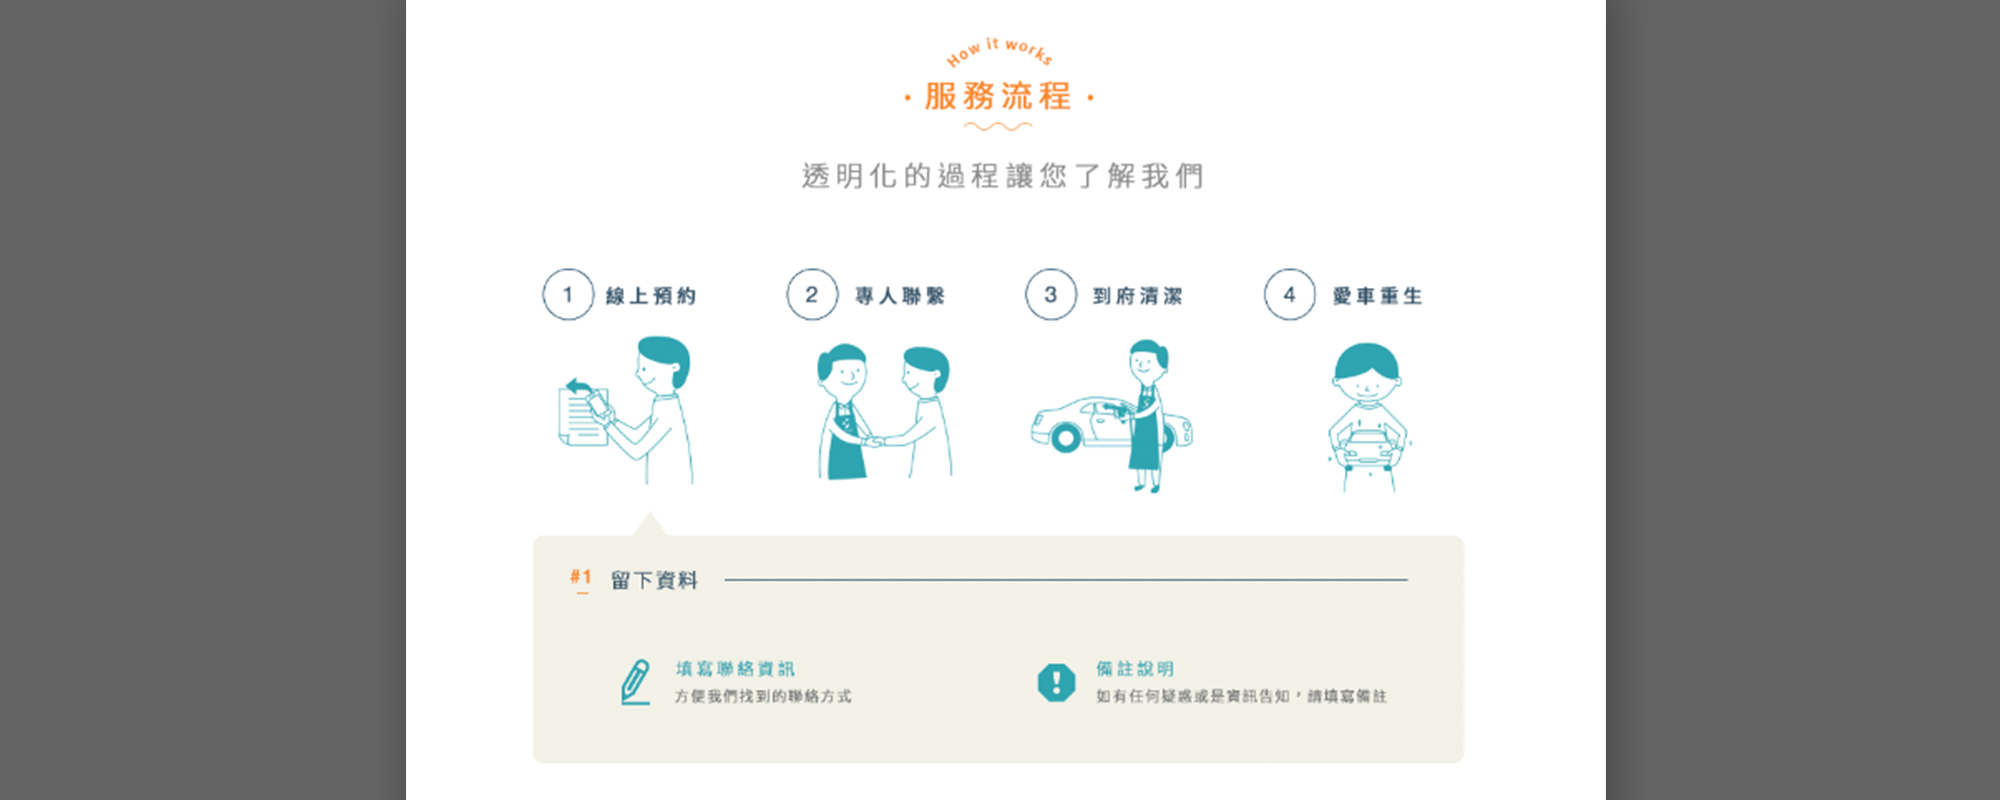 How it works
· 服務流程 ·
透明化的過程讓您了解我們
1 線上預約
2 專人聯繫
3 到府清潔
4 愛車重生
#1 留下資料
填寫聯絡資訊
方便我們找到的聯絡方式
備註說明
如有任何疑惑或是資訊告知，請填寫備註